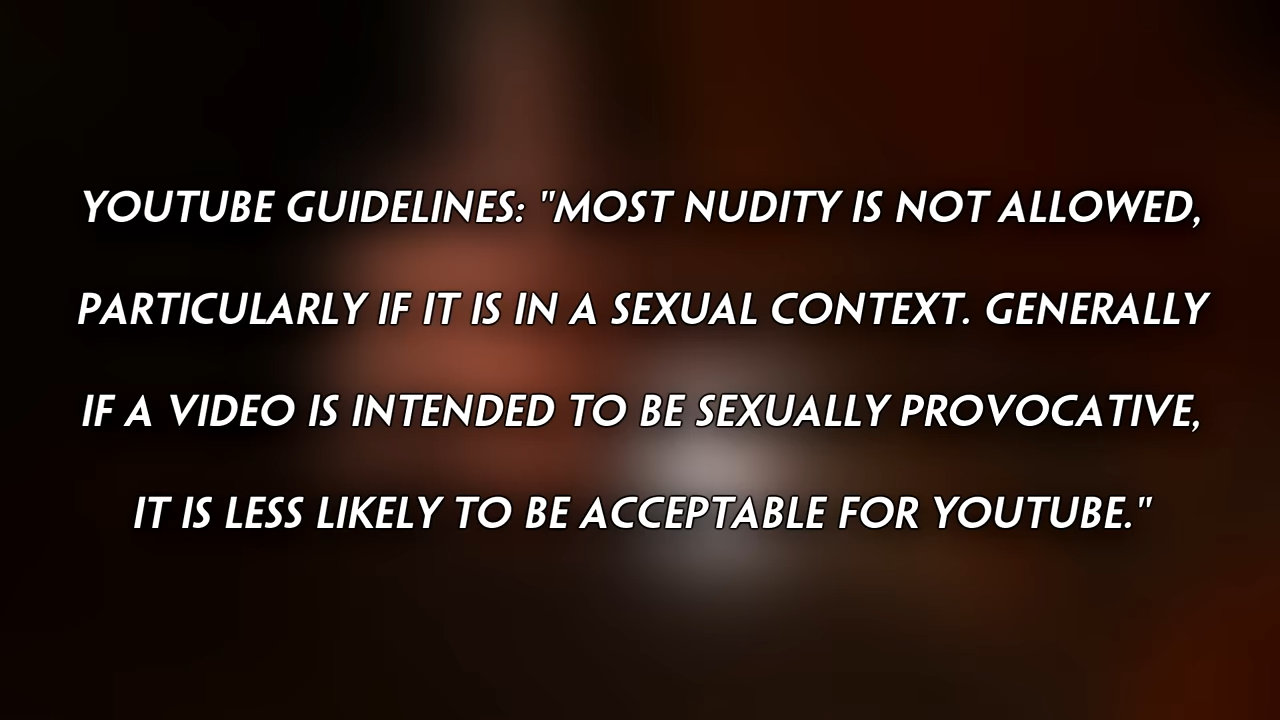 YOUTUBE GUIDELINES: "MOST NUDITY IS NOT ALLOWED,
PARTICULARLY IF IT IS IN A SEXUAL CONTEXT. GENERALLY
IF A VIDEO IS INTENDED TO BE SEXUALLY PROVOCATIVE,
IT IS LESS LIKELY TO BE ACCEPTABLE FOR YOUTUBE."